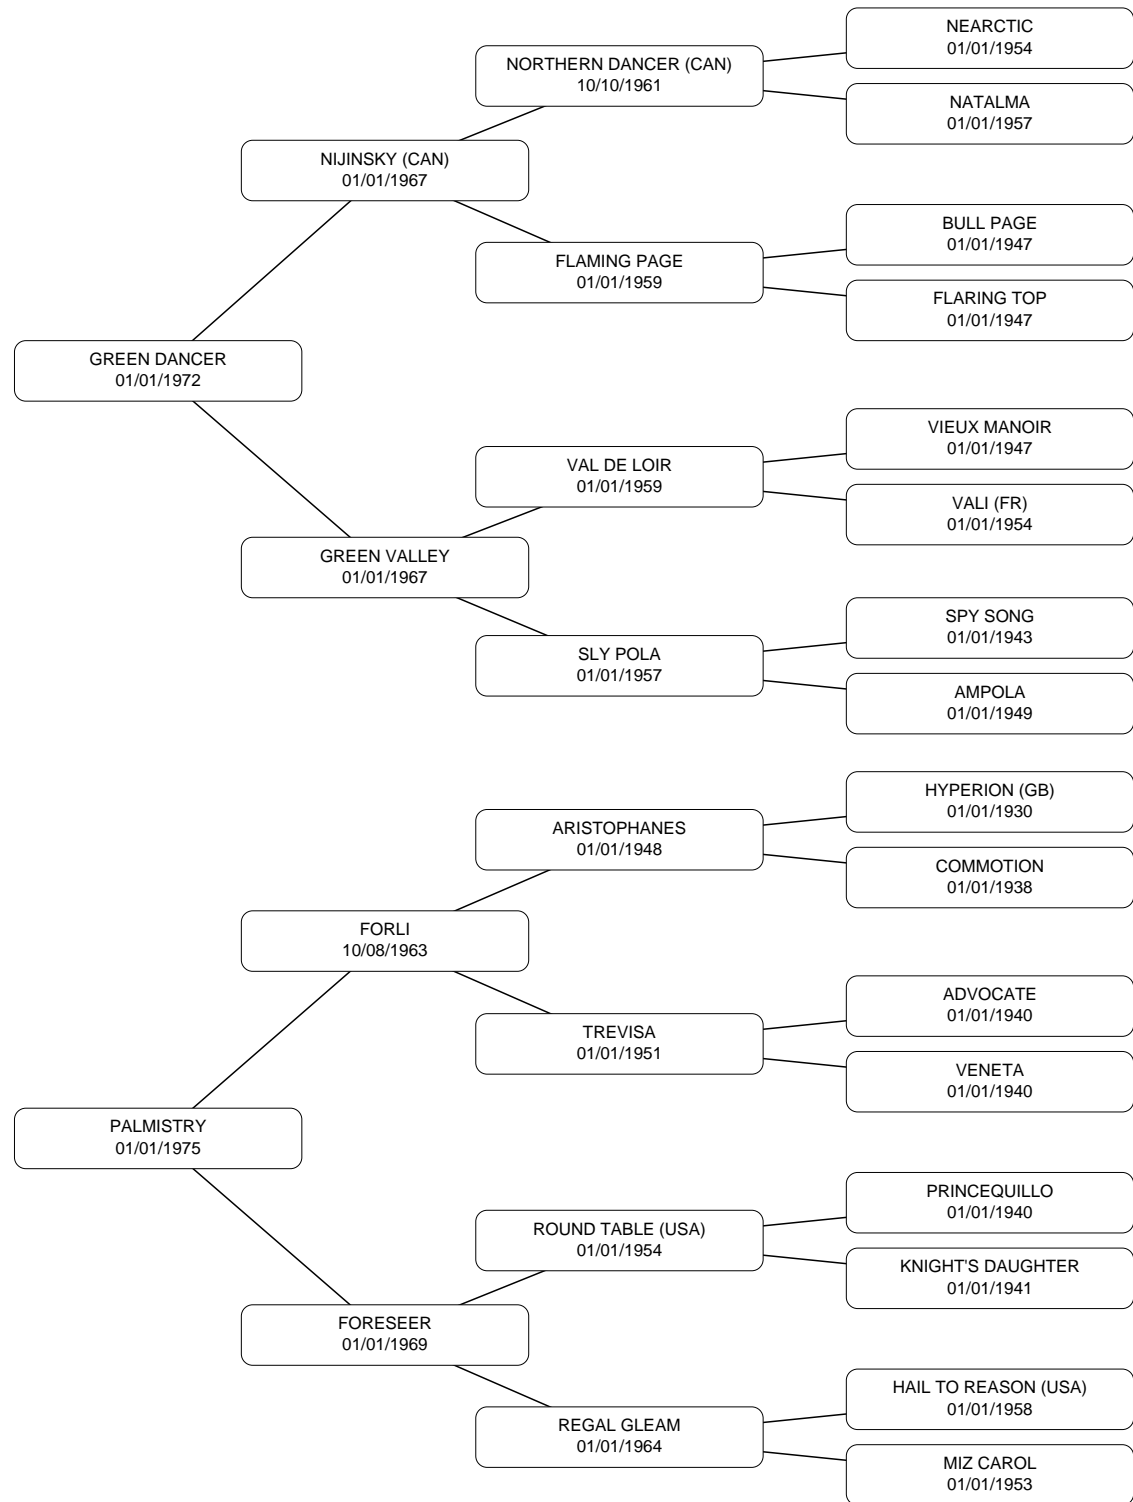 NEARCTIC
01/01/1954
NORTHERN DANCER (CAN)
10/10/1961
NATALMA
01/01/1957
NIJINSKY (CAN)
01/01/1967
BULL PAGE
01/01/1947
FLAMING PAGE
01/01/1959
FLARING TOP
01/01/1947
GREEN DANCER
01/01/1972
VIEUX MANOIR
01/01/1947
VAL DE LOIR
01/01/1959
VALI (FR)
01/01/1954
GREEN VALLEY
01/01/1967
SPY SONG
01/01/1943
SLY POLA
01/01/1957
AMPOLA
01/01/1949
HYPERION (GB)
01/01/1930
ARISTOPHANES
01/01/1948
COMMOTION
01/01/1938
FORLI
10/08/1963
ADVOCATE
01/01/1940
TREVISA
01/01/1951
VENETA
01/01/1940
PALMISTRY
01/01/1975
PRINCEQUILLO
01/01/1940
ROUND TABLE (USA)
01/01/1954
KNIGHT'S DAUGHTER
01/01/1941
FORESEER
01/01/1969
HAIL TO REASON (USA)
01/01/1958
REGAL GLEAM
01/01/1964
MIZ CAROL
01/01/1953